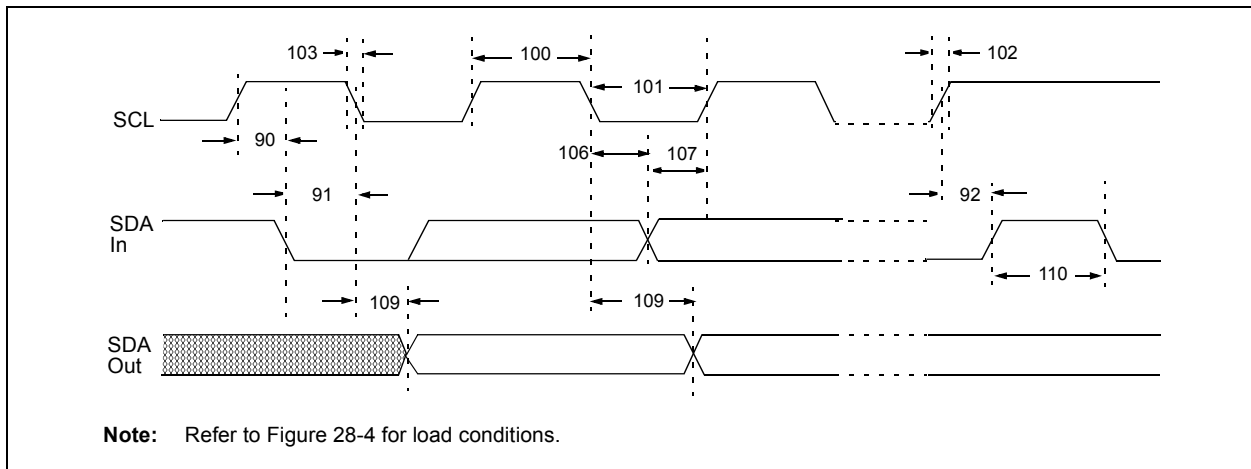 103
100
102
101
SCL
90
106
107
91
92
SDA
In
110
109
109
SDA
Out
Note: Refer to Figure 28-4 for load conditions.